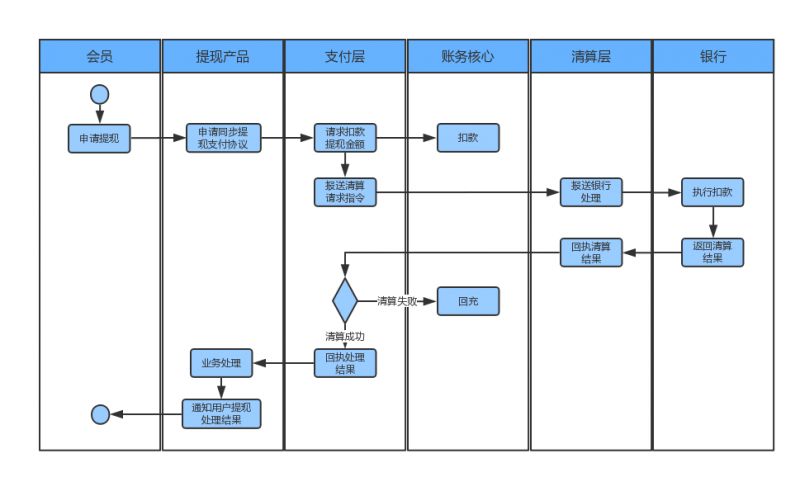 会员
提现产品
支付层
账务核心
清算层
银行
申请提现
申请同步提
现支付协议
请求扣款
提现金额
扣款
报送清算
请求指令
报送银行
处理
执行扣款
回执清算
结果
返回清算
结果
清算失败
回充
清算成功
业务处理
回执处理
结果
通知用户提现
处理结果